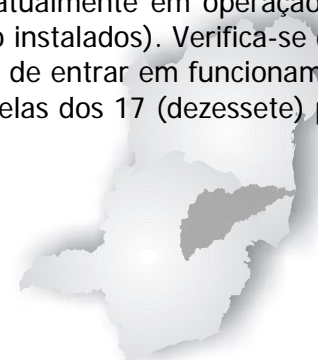 atualmente em operação
o instalados). Verifica-se
de entrar em funcionam
elas dos 17 (dezessete)